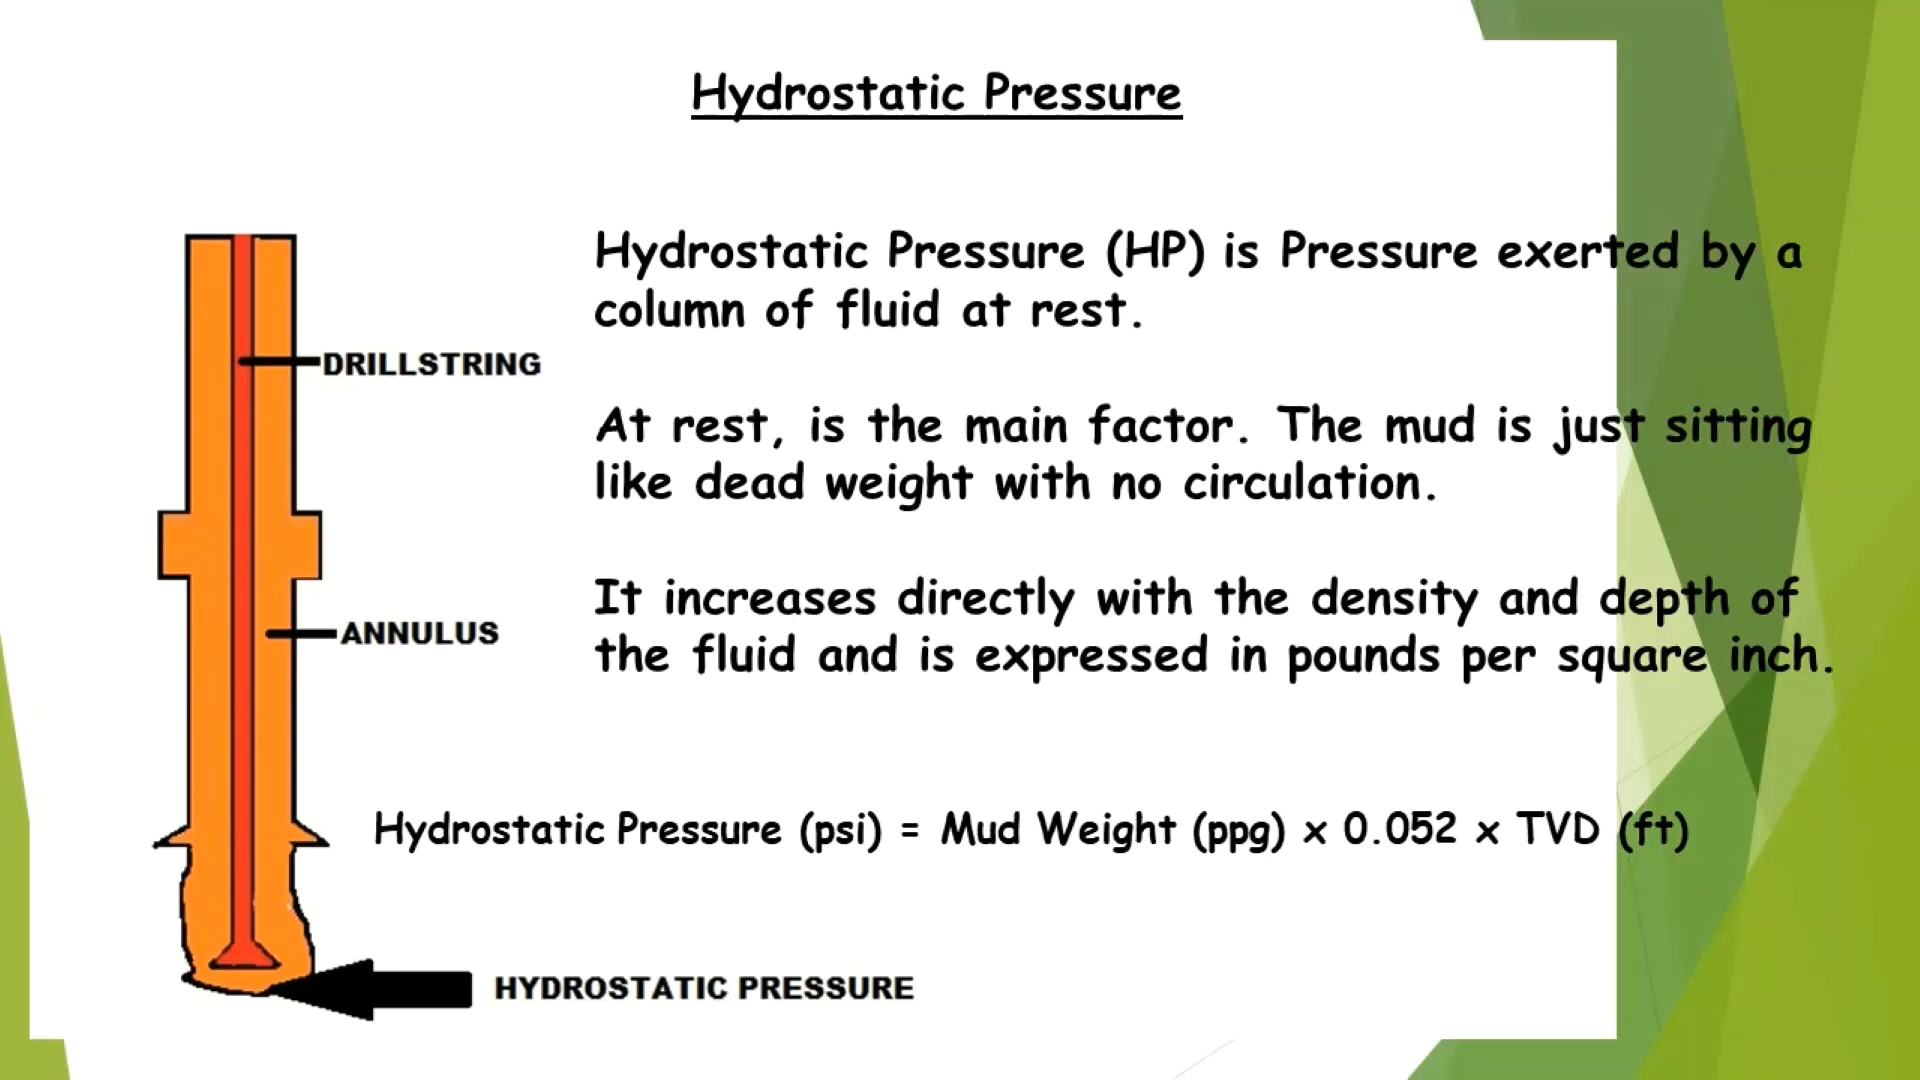 Hydrostatic Pressure
Hydrostatic Pressure (HP) is Pressure exerted by a
column of fluid at rest.
DRILLSTRING
At rest, is the main factor. The mud is just sitting
like dead weight with no circulation.
It increases directly with the density and depth of
the fluid and is expressed in pounds per square inch.
ANNULUS
Hydrostatic Pressure (psi) = Mud Weight (ppg) x 0.052 x TVD (ft)
HYDROSTATIC PRESSURE